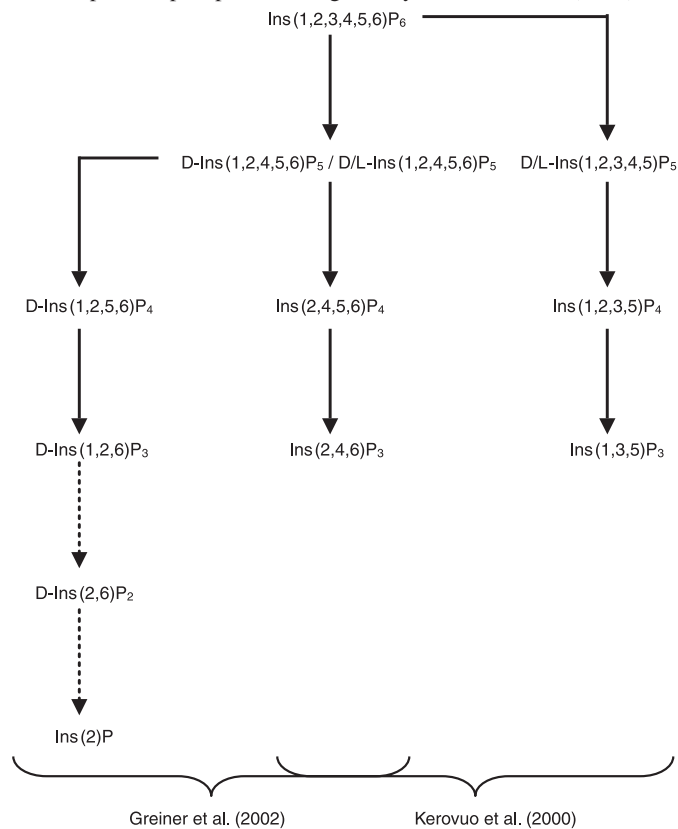 Ins(1,2,3,4,5,6)P₆
D-Ins(1,2,4,5,6)P₅ / D/L-Ins(1,2,4,5,6)P₅ D/L-Ins(1,2,3,4,5)P₅
D-Ins(1,2,5,6)P₄ Ins(2,4,5,6)P₄ Ins(1,2,3,5)P₄
D-Ins(1,2,6)P₃ Ins(2,4,6)P₃ Ins(1,3,5)P₃
D-Ins(2,6)P₂
Ins(2)P
Greiner et al. (2002) Kerovuo et al. (2000)